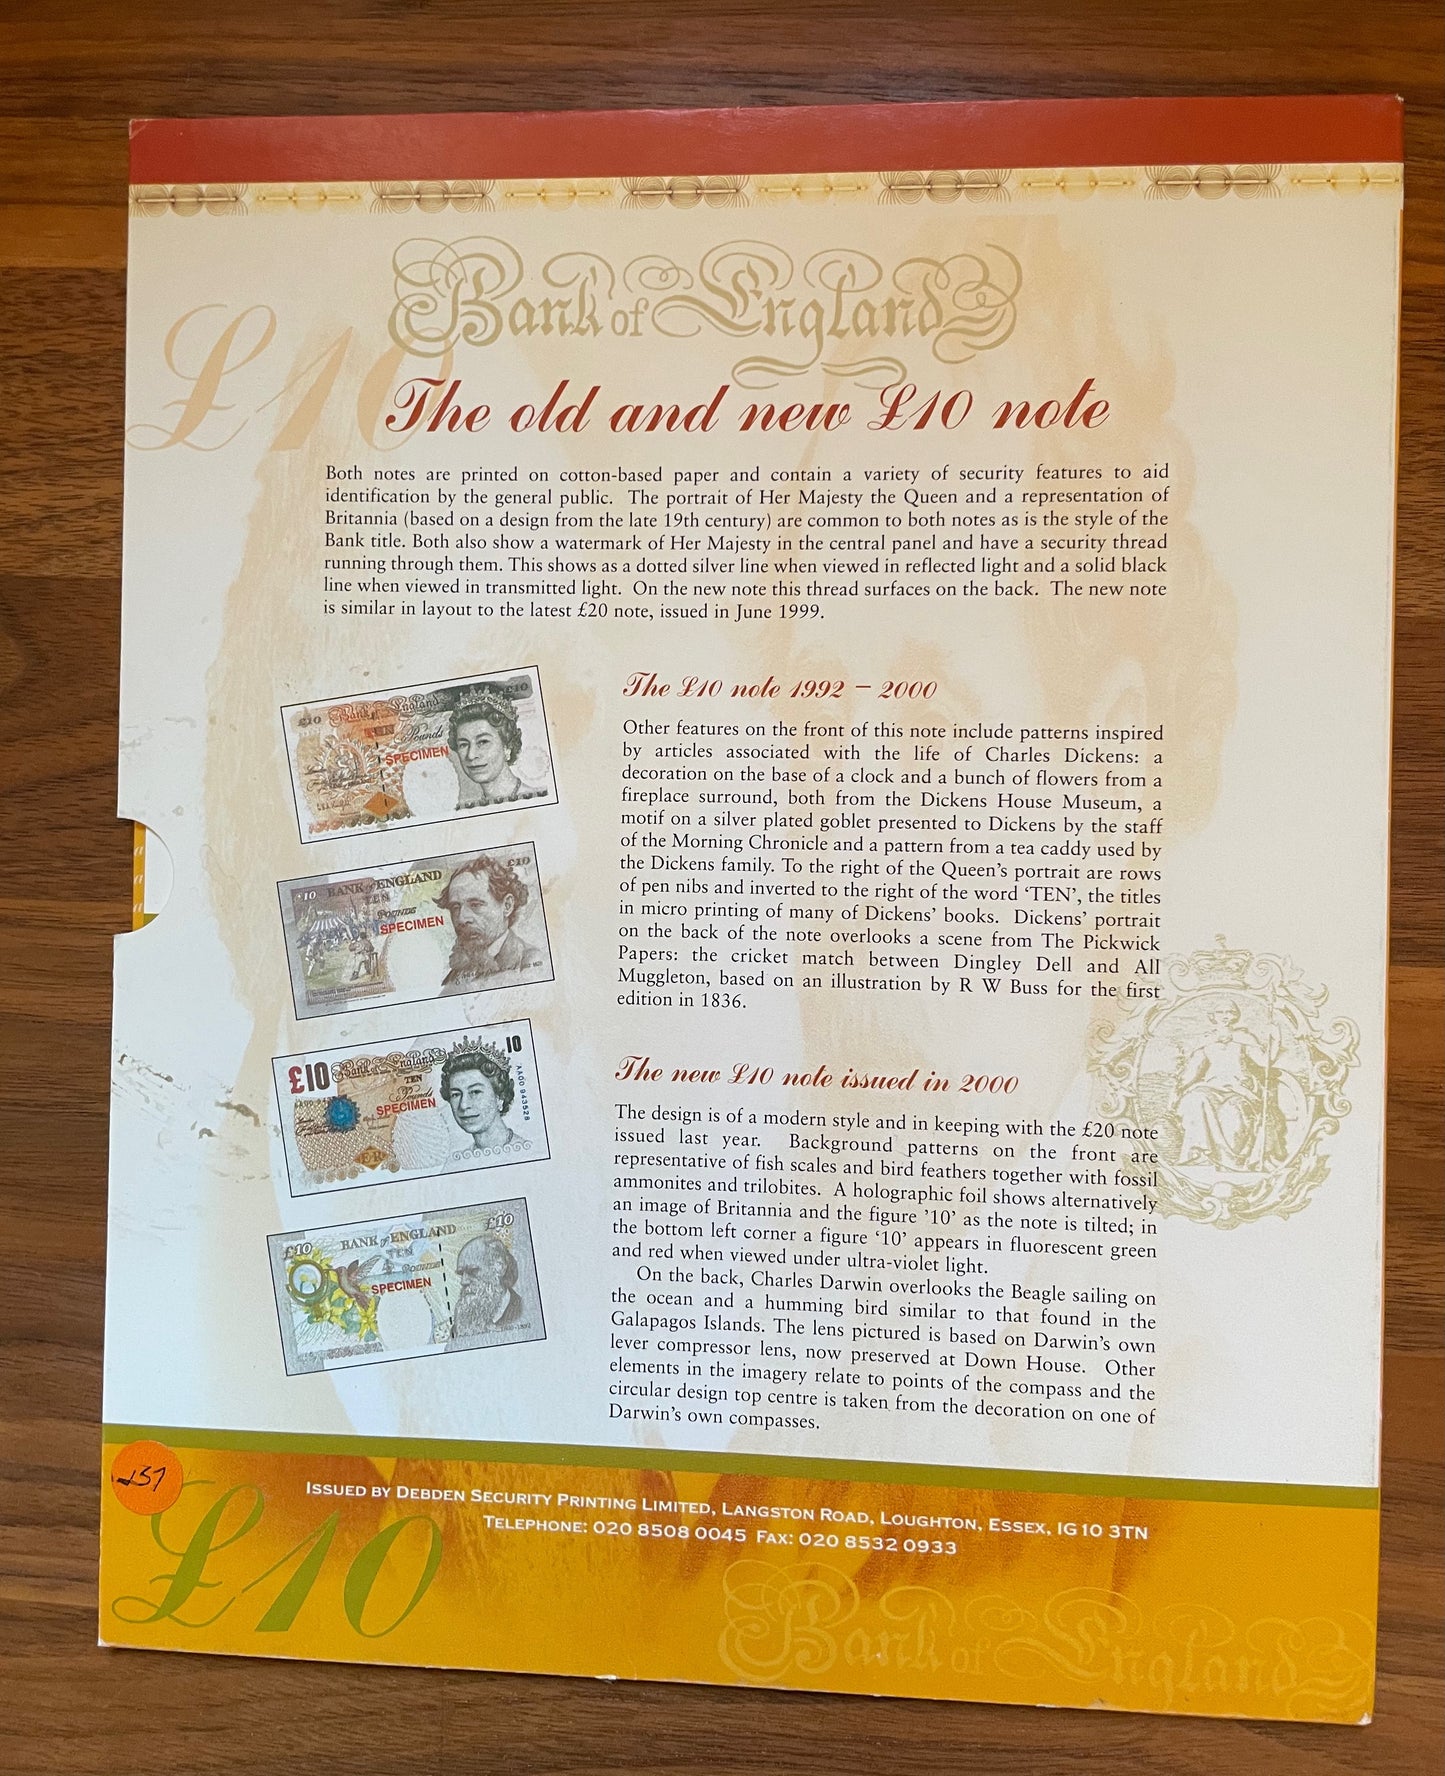 Bank of England
£10
The old and new £10 note
Both notes are printed on cotton-based paper and contain a variety of security features to aid
identification by the general public. The portrait of Her Majesty the Queen and a representation of
Britannia (based on a design from the late 19th century) are common to both notes as is the style of the
Bank title. Both also show a watermark of Her Majesty in the central panel and have a security thread
running through them. This shows as a dotted silver line when viewed in reflected light and a solid black
line when viewed in transmitted light. On the new note this thread surfaces on the back. The new note
is similar in layout to the latest £20 note, issued in June 1999.
£10
£10
Bank of England
TEN
Pounds
SPECIMEN
£10
£10
BANK of ENGLAND
TEN
POUNDS
SPECIMEN
£10
10
Bank of England
TEN
Pounds
SPECIMEN
AA00 943528
£10
£10
BANK of ENGLAND
TEN
POUNDS
SPECIMEN
The £10 note 1992 – 2000
Other features on the front of this note include patterns inspired
by articles associated with the life of Charles Dickens: a
decoration on the base of a clock and a bunch of flowers from a
fireplace surround, both from the Dickens House Museum, a
motif on a silver plated goblet presented to Dickens by the staff
of the Morning Chronicle and a pattern from a tea caddy used by
the Dickens family. To the right of the Queen's portrait are rows
of pen nibs and inverted to the right of the word 'TEN', the titles
in micro printing of many of Dickens' books. Dickens' portrait
on the back of the note overlooks a scene from The Pickwick
Papers: the cricket match between Dingley Dell and All
Muggleton, based on an illustration by R W Buss for the first
edition in 1836.
The new £10 note issued in 2000
The design is of a modern style and in keeping with the £20 note
issued last year. Background patterns on the front are
representative of fish scales and bird feathers together with fossil
ammonites and trilobites. A holographic foil shows alternatively
an image of Britannia and the figure '10' as the note is tilted; in
the bottom left corner a figure '10' appears in fluorescent green
and red when viewed under ultra-violet light.
On the back, Charles Darwin overlooks the Beagle sailing on
the ocean and a humming bird similar to that found in the
Galapagos Islands. The lens pictured is based on Darwin's own
lever compressor lens, now preserved at Down House. Other
elements in the imagery relate to points of the compass and the
circular design top centre is taken from the decoration on one of
Darwin's own compasses.
ISSUED BY DEBDEN SECURITY PRINTING LIMITED, LANGSTON ROAD, LOUGHTON, ESSEX, IG10 3TN
TELEPHONE: 020 8508 0045 FAX: 020 8532 0933
£10
Bank of England